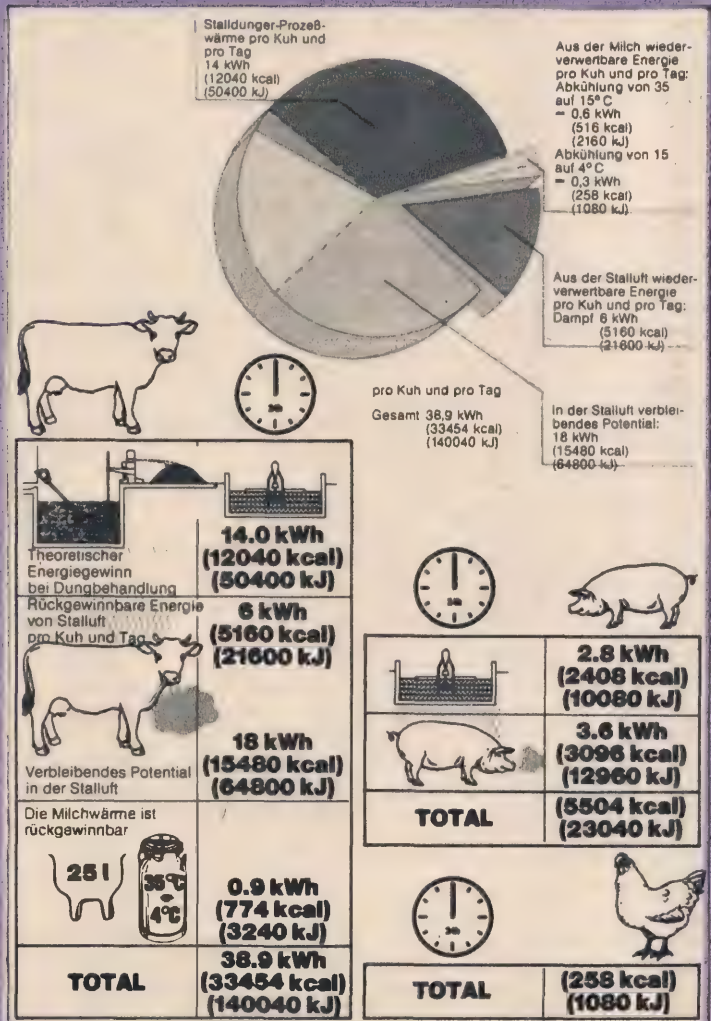 Stalldunger-Prozeß-
wärme pro Kuh und
pro Tag
14 kWh
(12040 kcal)
(50400 kJ)
Aus der Milch wieder-
verwertbare Energie
pro Kuh und pro Tag:
Abkühlung von 35
auf 15°C
= 0,6 kWh
(516 kcal)
(2160 kJ)
Abkühlung von 15
auf 4°C
= 0,3 kWh
(258 kcal)
(1080 kJ)
Aus der Stalluft wieder-
verwertbare Energie
pro Kuh und pro Tag:
Dampf 6 kWh
(5160 kcal)
(21600 kJ)
In der Stalluft verblei-
bendes Potential:
18 kWh
(15480 kcal)
(64800 kJ)
pro Kuh und pro Tag
Gesamt 38,9 kWh
(33454 kcal)
(140040 kJ)
Theoretischer
Energiegewinn
bei Dungbehandlung
14.0 kWh
(12040 kcal)
(50400 kJ)
Rückgewinnbare Energie
von Stalluft
pro Kuh und Tag
6 kWh
(5160 kcal)
(21600 kJ)
Verbleibendes Potential
in der Stalluft
18 kWh
(15480 kcal)
(64800 kJ)
Die Milchwärme ist
rückgewinnbar
25 l
35°C
4°C
0.9 kWh
(774 kcal)
(3240 kJ)
TOTAL
38.9 kWh
(33454 kcal)
(140040 kJ)
2.8 kWh
(2408 kcal)
(10080 kJ)
3.6 kWh
(3096 kcal)
(12960 kJ)
TOTAL
(5504 kcal)
(23040 kJ)
TOTAL
(258 kcal)
(1080 kJ)